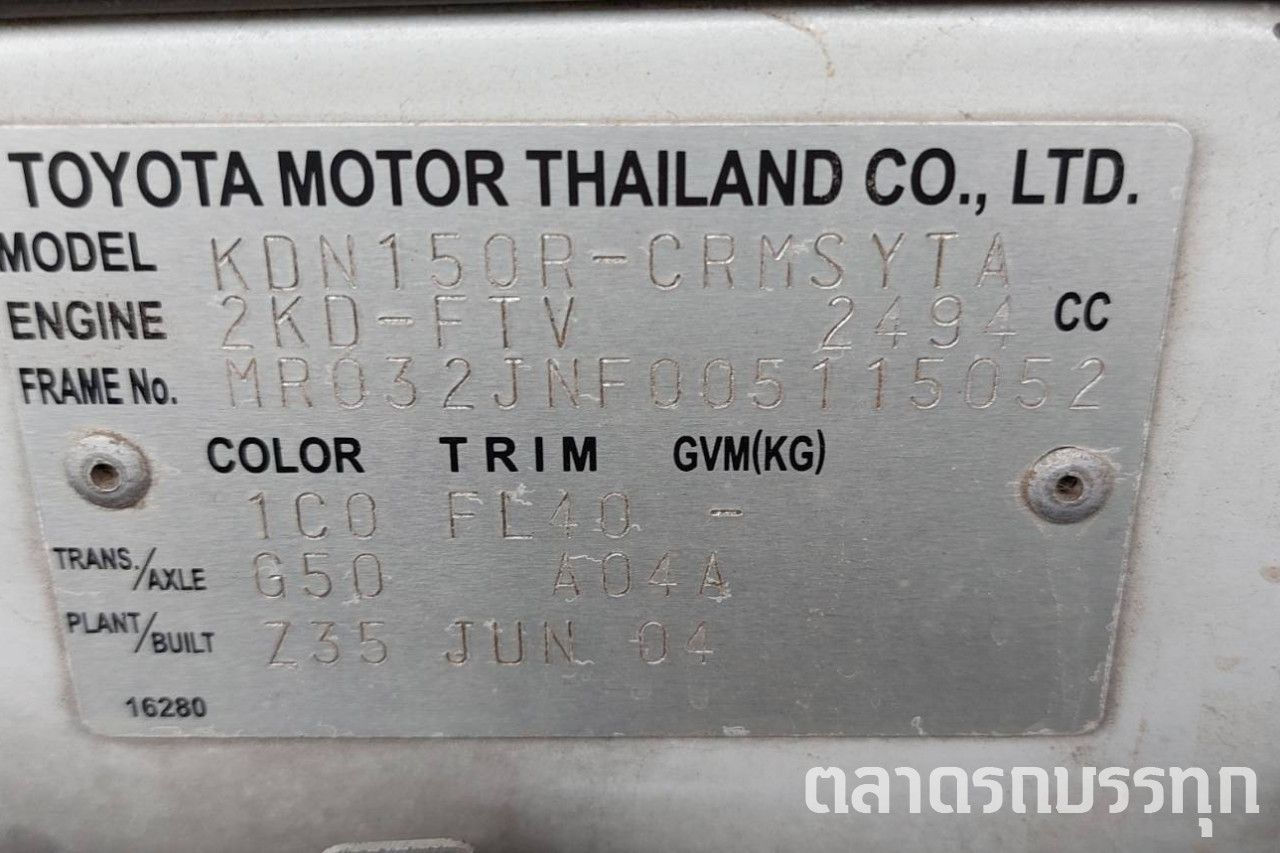 TOYOTA MOTOR THAILAND CO., LTD.
MODEL KDN150R-CRMSYTA
ENGINE 2KD-FTV 2494 CC
FRAME No. MR032JNF005115052
COLOR TRIM GVM(KG)
1C0 FL40 -
TRANS./AXLE G50 A04A
PLANT/BUILT Z35 JUN 04
16280
ตลาดรถบรรทุก